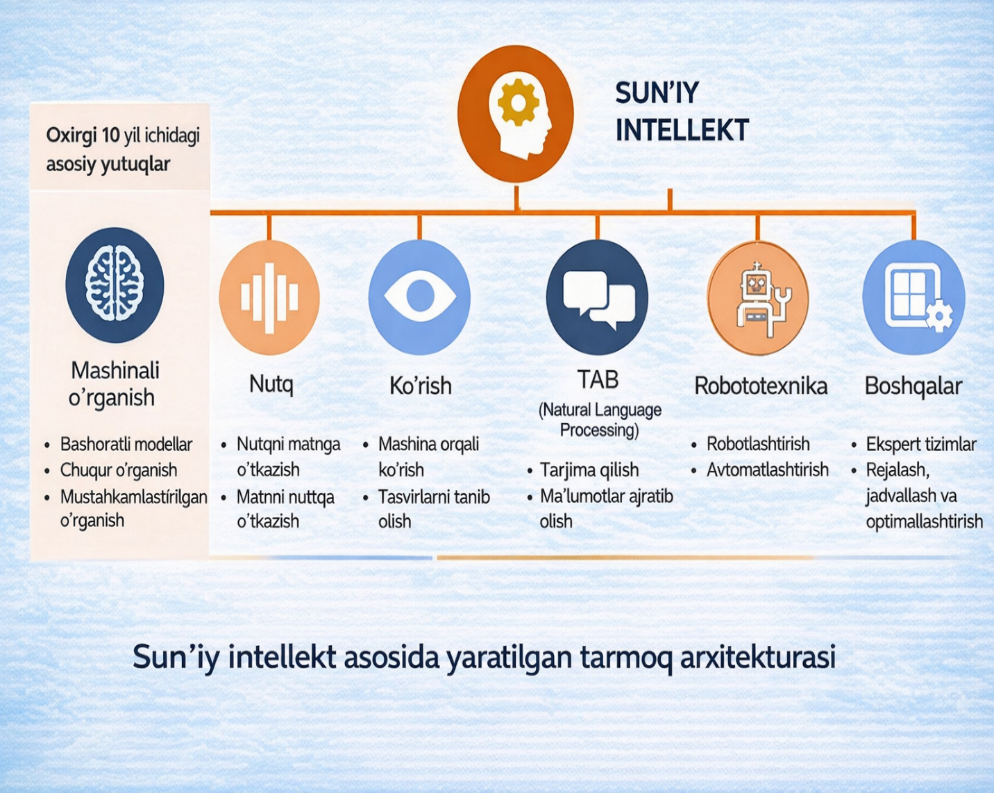 SUN’IY
INTELLEKT
Oxirgi 10 yil ichidagi
asosiy yutuqlar
Mashinali
o’rganish
• Bashoratli modellar
• Chuqur o’rganish
• Mustahkamlastírilgan
o’rganish
Nutq
• Nutqni matnga
o’tkazish
• Matnni nuttqa
o’tkazish
Ko’rish
• Mashina orqali
ko’rish
• Tasvirlarni tanib
olish
TAB
(Natural Language
Processing)
• Tarjima qilish
• Ma’lumotlar ajratib
olish
Robototexnika
• Robotlashtirish
• Avtomatlashtirish
Boshqalar
• Ekspert tizimlar
• Rejalash,
jadvallash va
optimallashtirish
Sun’iy intellekt asosida yaratilgan tarmoq arxitekturasi